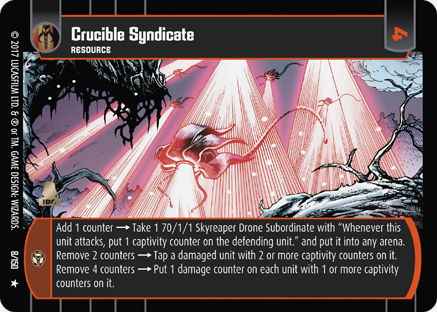 Crucible Syndicate
RESOURCE
4
© 2017 LUCASFILM LTD. & ® or TM. GAME DESIGN: WIZARDS.
Add 1 counter → Take 1 70/1/1 Skyreaper Drone Subordinate with "Whenever this
unit attacks, put 1 captivity counter on the defending unit." and put it into any arena.
Remove 2 counters → Tap a damaged unit with 2 or more captivity counters on it.
Remove 4 counters → Put 1 damage counter on each unit with 1 or more captivity
counters on it.